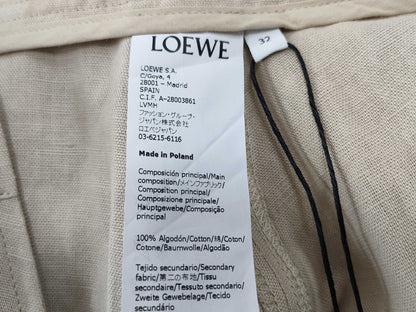 LOEWE
32
LOEWE S.A.
C/Goya, 4
28001 - Madrid
SPAIN
C.I.F. A-28003861
LVMH
ファッション・グループ・
ジャパン株式会社
ロエベジャパン
03-6215-6116
Made in Poland
Composición principal/Main
composition/メインファブリック/
Composition principal/
Composizione principale/
Hauptgewebe/Composição
principal
100% Algodón/Cotton/綿/Coton/
Cotone/Baumwolle/Algodão
Tejido secundario/Secondary
fabric/第二の布地/Tissu
secondaire/Tessuto secondario/
Zweite Gewebelage/Tecido
secundário